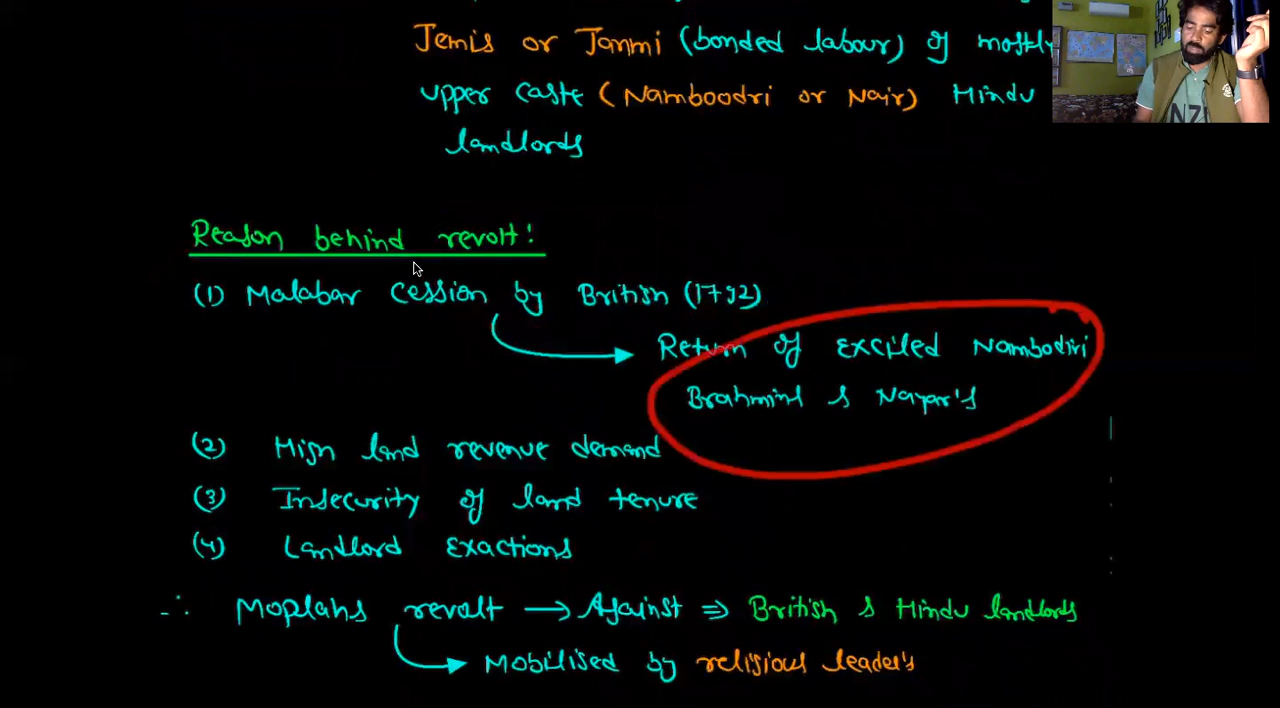 Jemis or Janmi (bonded labour) of mostly
upper caste (Namboodri or Nair) Hindu
landlords
Reason behind revolt!
(1) Malabar cession by British (1792)
Return of exciled Nambodiri
Brahmins & Nayar's
(2) High land revenue demand
(3) Insecurity of land tenure
(4) Landlord exactions
∴ Moplahs revolt → Against ⇒ British & Hindu landlords
Mobilised by religious leader's